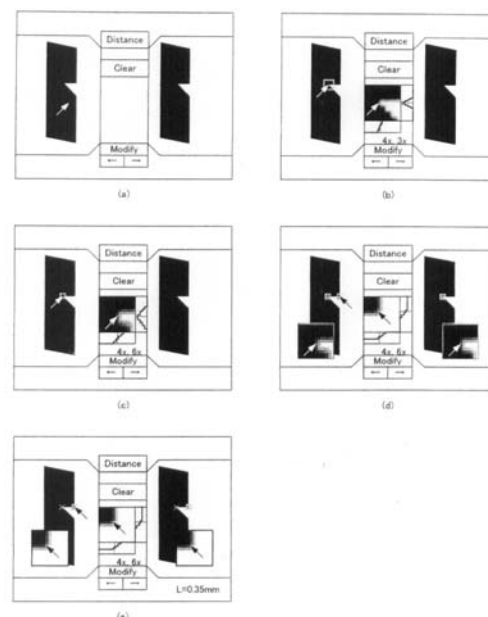 Distance
Clear
Modify
← →
(a)
Distance
Clear
4x, 3x
Modify
← →
(b)
Distance
Clear
4x, 6x
Modify
← →
(c)
Distance
Clear
4x, 6x
Modify
← →
(d)
Distance
Clear
4x, 6x
Modify
← →
L=0.35mm